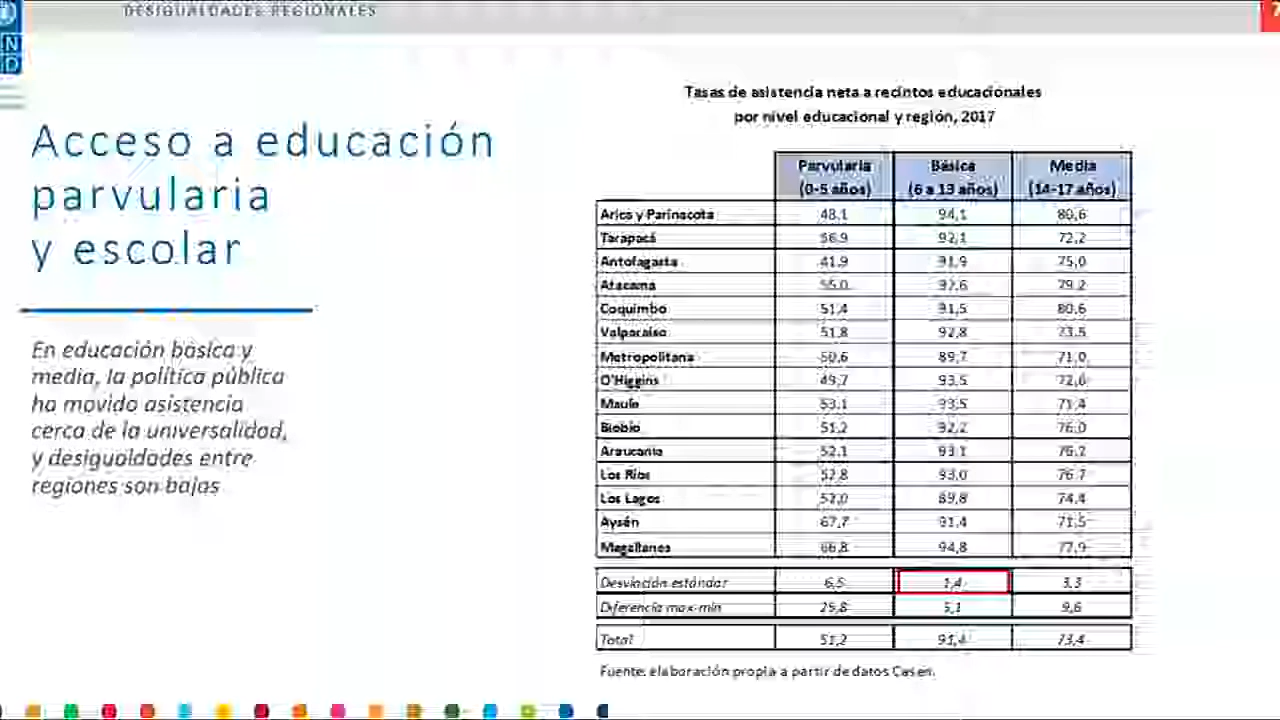 DESIGUALDADES REGIONALES
Acceso a educación
parvularia
y escolar
En educación básica y
media, la política pública
ha movido asistencia
cerca de la universalidad,
y desigualdades entre
regiones son bajas
Tasas de asistencia neta a recintos educacionales
por nivel educacional y región, 2017
Parvularia Básica Media
(0-5 años) (6 a 13 años) (14-17 años)
Arica y Parinacota 48,1 94,1 80,6
Tarapacá 56,9 92,1 72,2
Antofagasta 41,9 91,9 75,0
Atacama 55,0 92,6 79,2
Coquimbo 51,4 91,5 80,6
Valparaíso 51,8 92,8 73,5
Metropolitana 50,6 89,7 71,0
O'Higgins 49,7 93,5 72,6
Maule 53,1 93,5 71,4
Biobío 51,2 92,2 76,0
Araucanía 52,1 93,1 76,2
Los Ríos 52,8 93,0 76,7
Los Lagos 52,0 89,8 74,4
Aysén 67,7 91,4 71,5
Magallanes 66,8 94,8 77,9
Desviación estándar 6,5 1,4 3,3
Diferencia max-min 25,8 5,1 9,6
Total 51,2 91,4 73,4
Fuente: elaboración propia a partir de datos Casen.